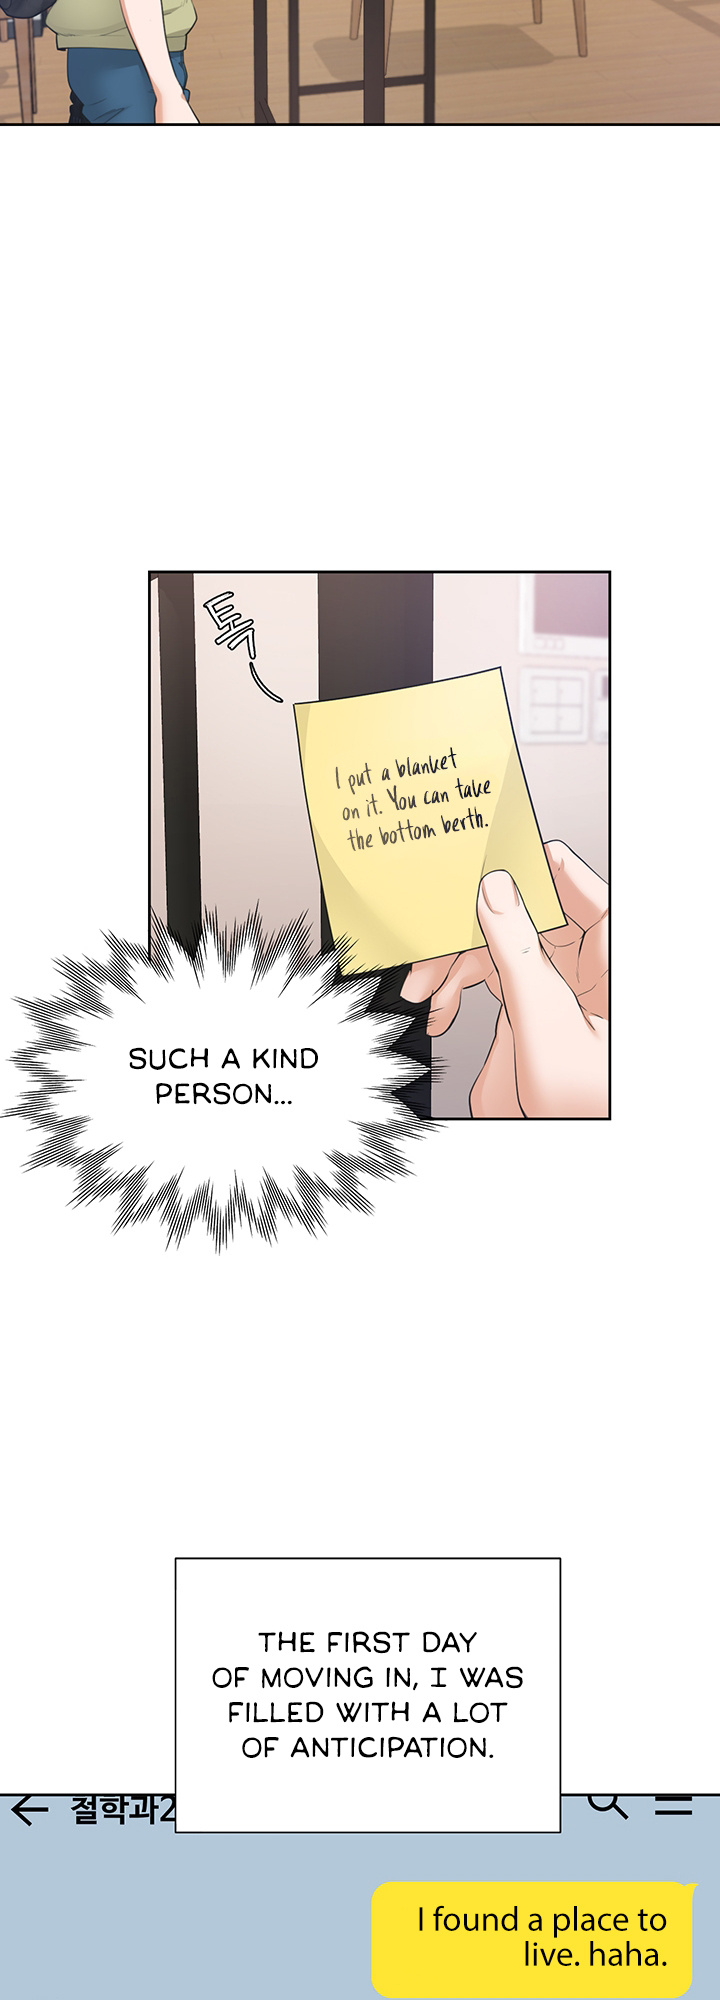 톡
I put a blanket
on it. You can take
the bottom berth.
SUCH A KIND
PERSON...
THE FIRST DAY
OF MOVING IN, I WAS
FILLED WITH A LOT
OF ANTICIPATION.
철학과2
I found a place to
live. haha.